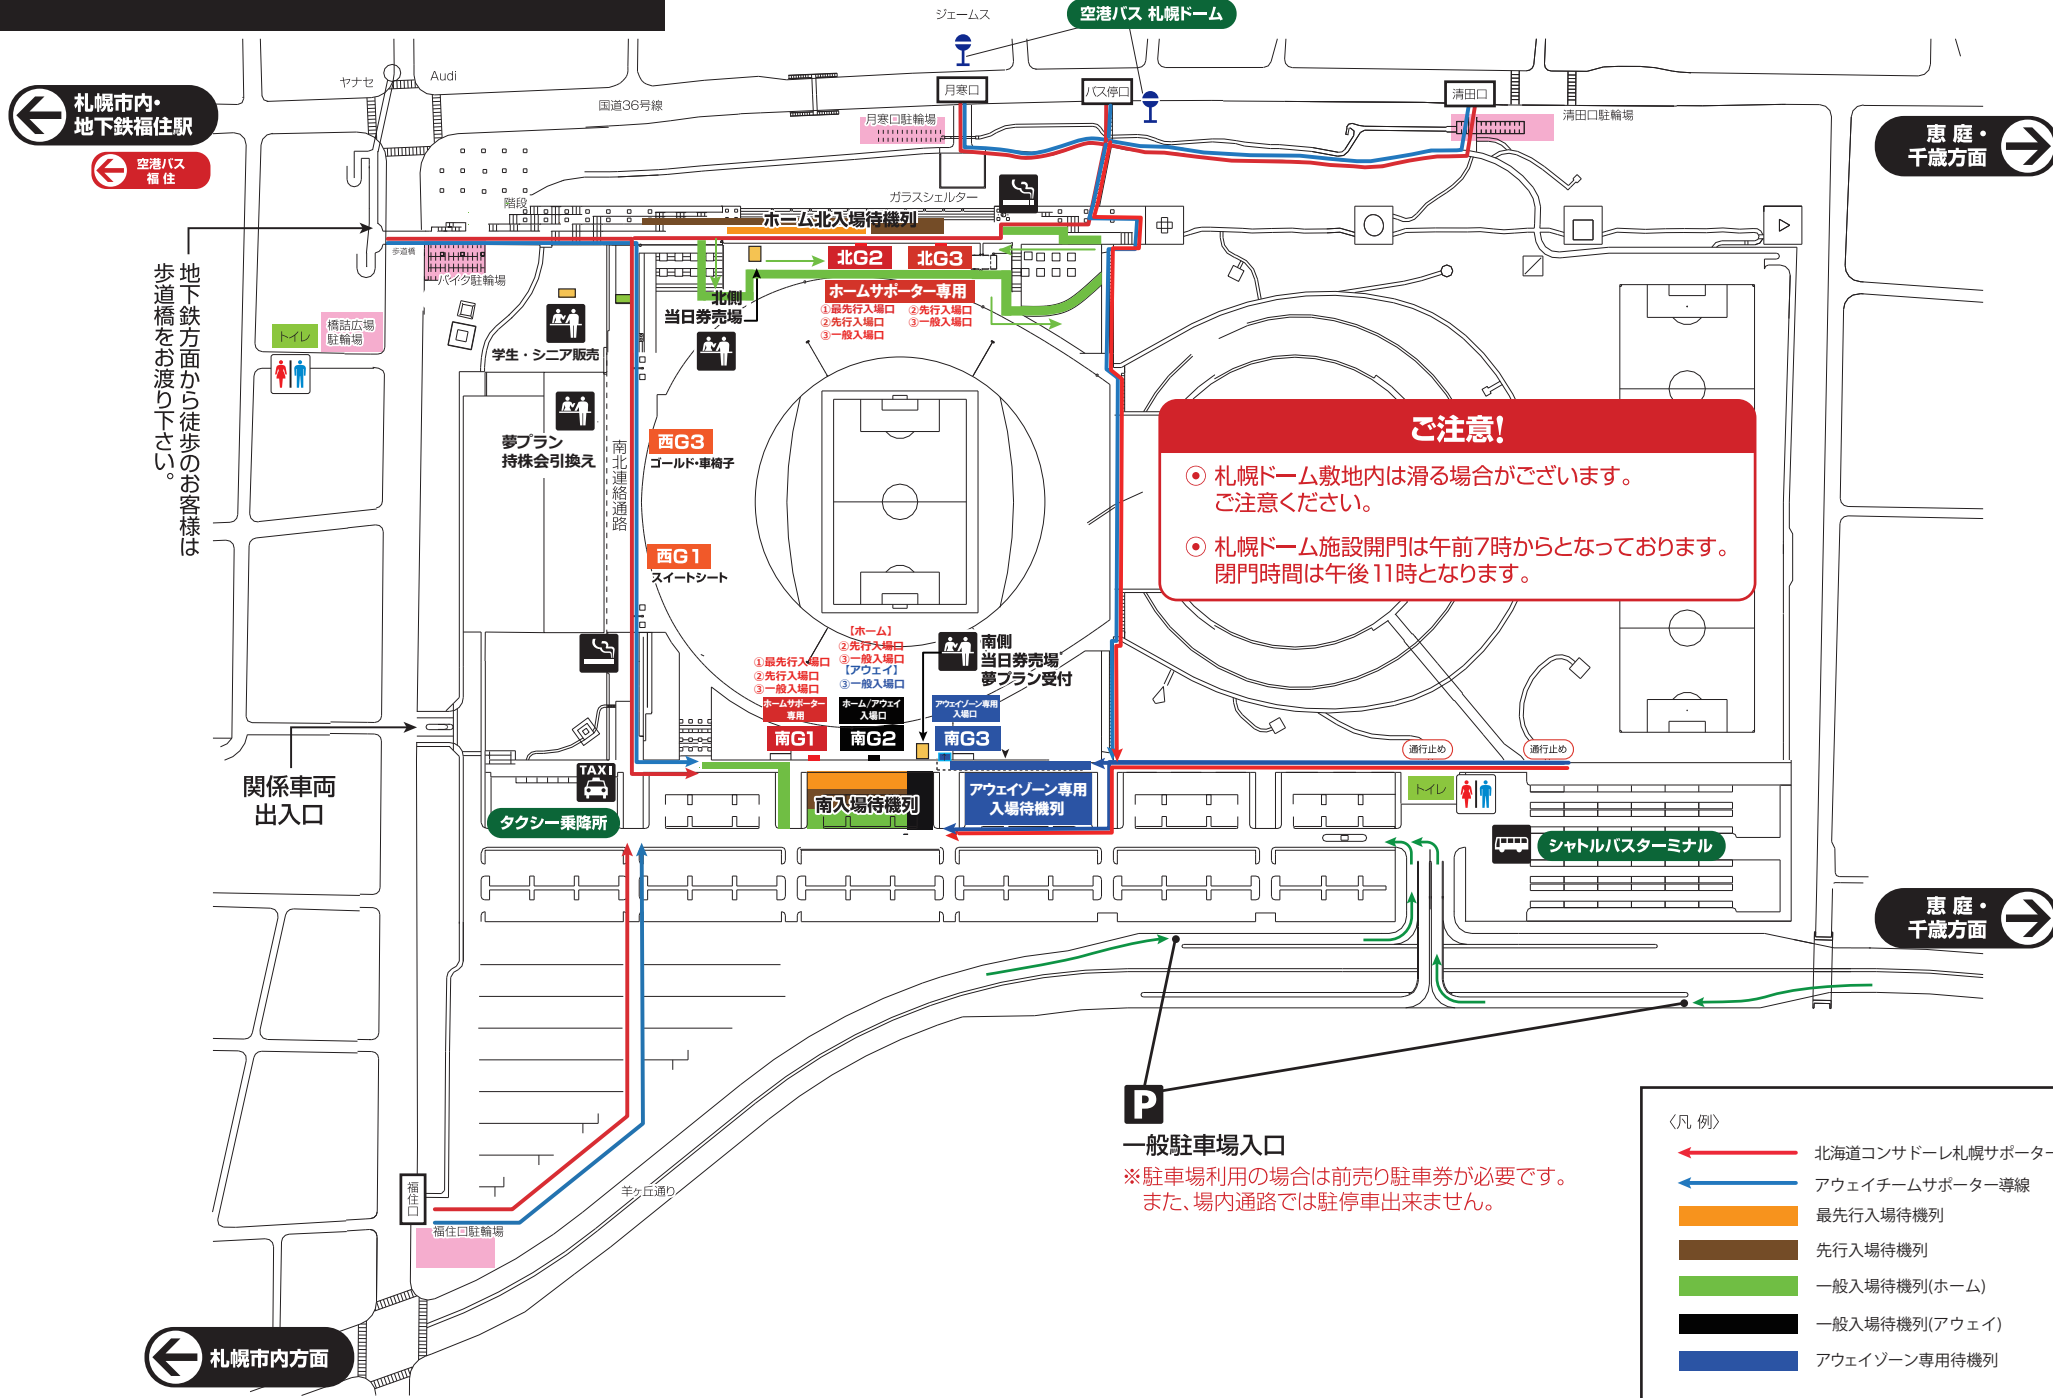 ジェームス
空港バス 札幌ドーム
ヤナセ
Audi
国道36号線
札幌市内・
地下鉄福住駅
空港バス
福 住
月寒口
バス停口
清田口
月寒口駐輪場
清田口駐輪場
恵 庭・
千歳方面
ガラスシェルター
階段
ホーム北入場待機列
歩道橋
バイク駐輪場
地下鉄方面から徒歩のお客様は
歩道橋をお渡り下さい。
北G2
北G3
ホームサポーター専用
①最先行入場口
②先行入場口
③一般入場口
②先行入場口
③一般入場口
北側
当日券売場
トイレ
橋詰広場
駐輪場
学生・シニア販売
夢プラン
持株会引換え
南北連絡通路
西G3
ゴールド・車椅子
西G1
スイートシート
ご注意!
札幌ドーム敷地内は滑る場合がございます。
ご注意ください。
札幌ドーム施設開門は午前7時からとなっております。
閉門時間は午後11時となります。
【ホーム】
②先行入場口
③一般入場口
【アウェイ】
③一般入場口
①最先行入場口
②先行入場口
③一般入場口
南側
当日券売場
夢プラン受付
ホームサポーター
専用
南G1
ホーム/アウェイ
入場口
南G2
アウェイゾーン専用
入場口
南G3
通行止め
通行止め
関係車両
出入口
TAXI
タクシー乗降所
南入場待機列
アウェイゾーン専用
入場待機列
トイレ
シャトルバスターミナル
恵 庭・
千歳方面
P
一般駐車場入口
※駐車場利用の場合は前売り駐車券が必要です。
また、場内通路では駐停車出来ません。
福住口
福住口駐輪場
羊ヶ丘通り
札幌市内方面
〈凡 例〉
北海道コンサドーレ札幌サポーター
アウェイチームサポーター導線
最先行入場待機列
先行入場待機列
一般入場待機列(ホーム)
一般入場待機列(アウェイ)
アウェイゾーン専用待機列